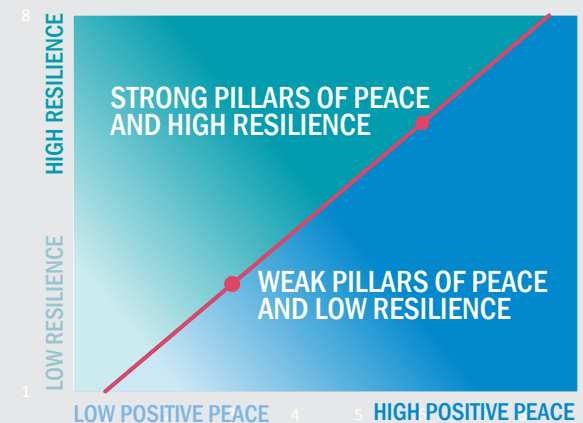 8
HIGH RESILIENCE
STRONG PILLARS OF PEACE
AND HIGH RESILIENCE
WEAK PILLARS OF PEACE
AND LOW RESILIENCE
LOW RESILIENCE
1
LOW POSITIVE PEACE 4 5 HIGH POSITIVE PEACE